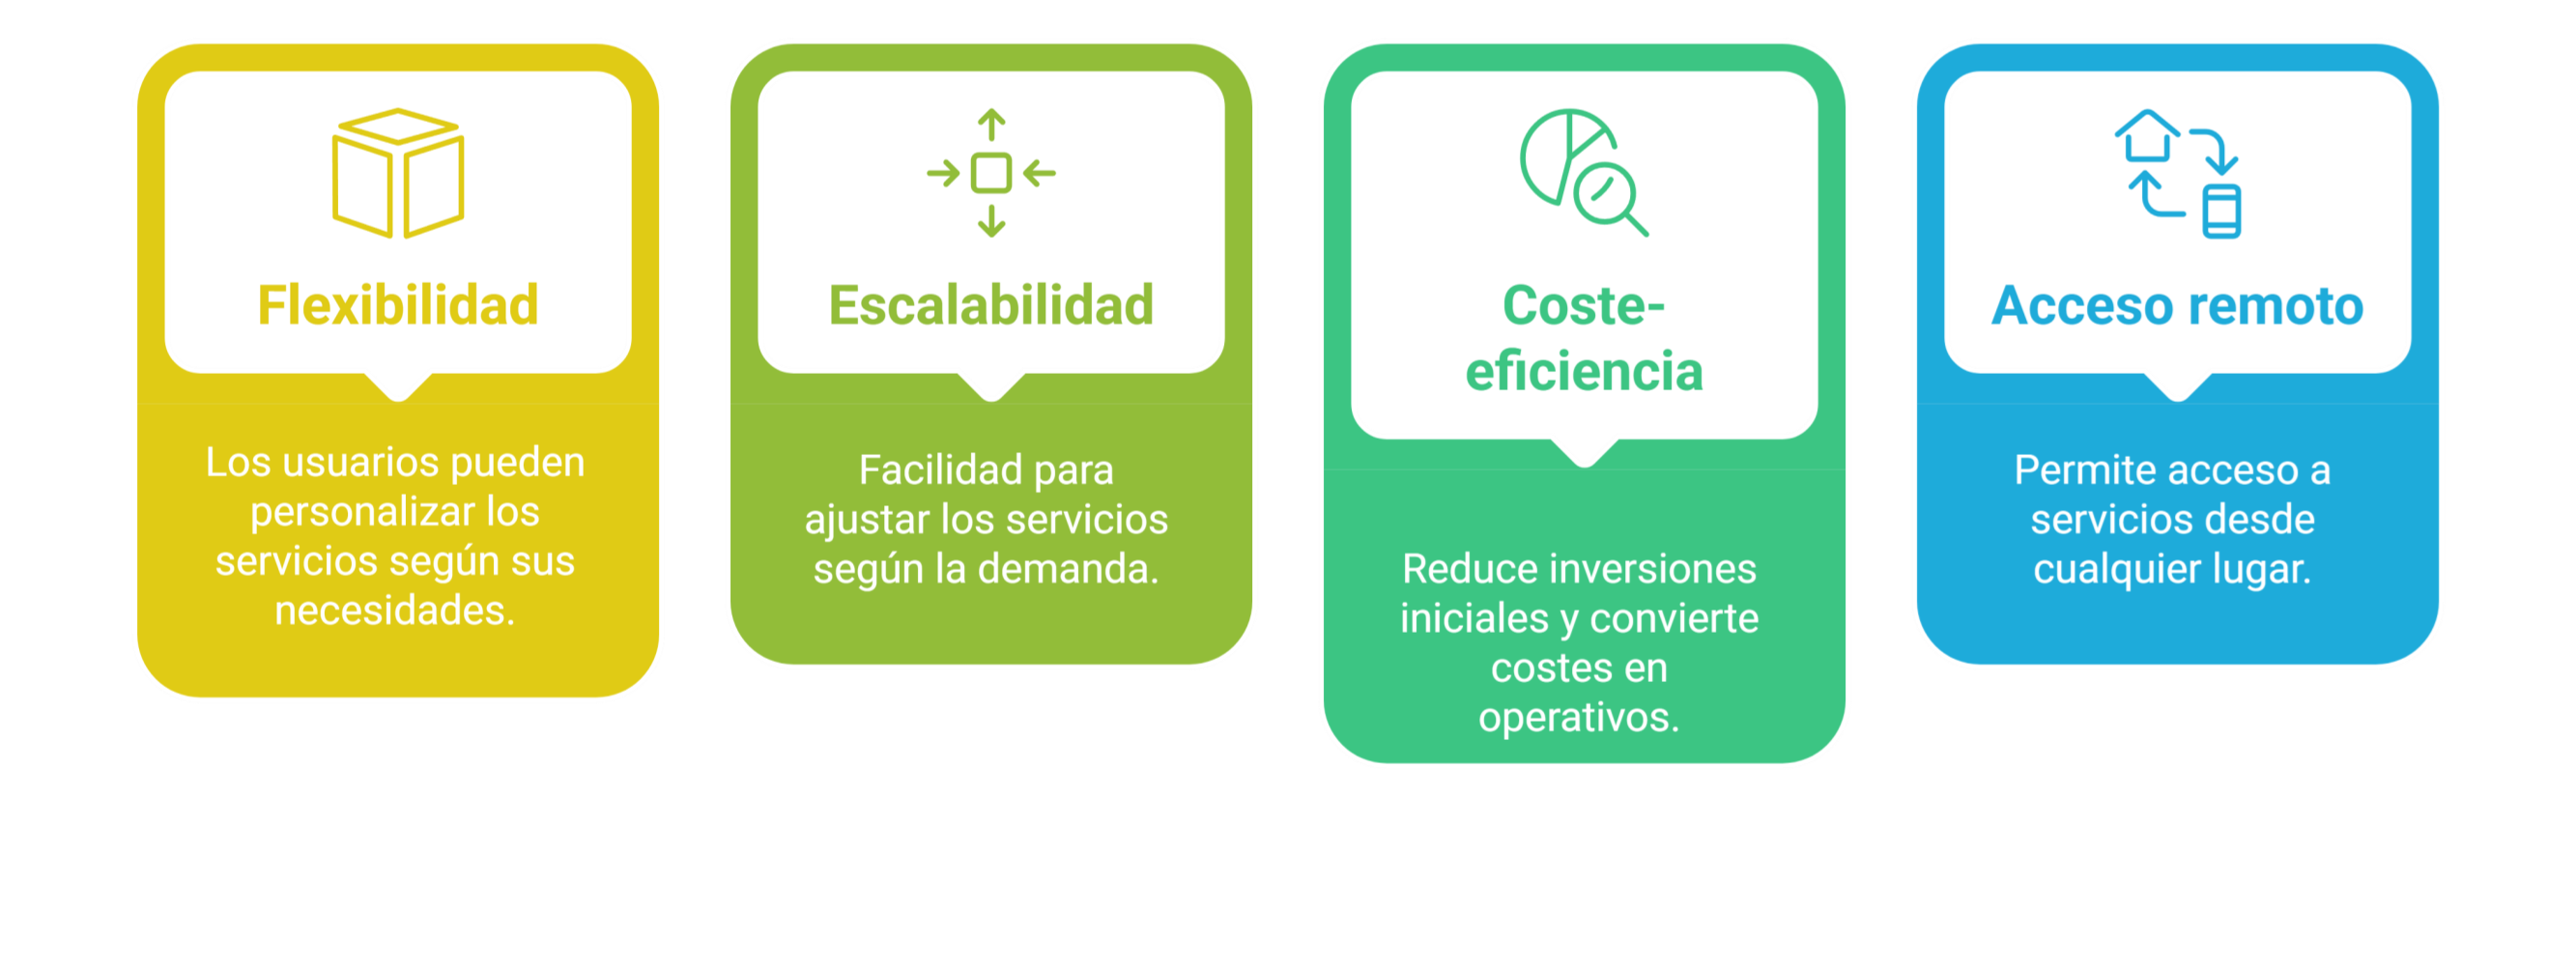 Flexibilidad
Los usuarios pueden
personalizar los
servicios según sus
necesidades.
Escalabilidad
Facilidad para
ajustar los servicios
según la demanda.
Coste-
eficiencia
Reduce inversiones
iniciales y convierte
costes en
operativos.
Acceso remoto
Permite acceso a
servicios desde
cualquier lugar.